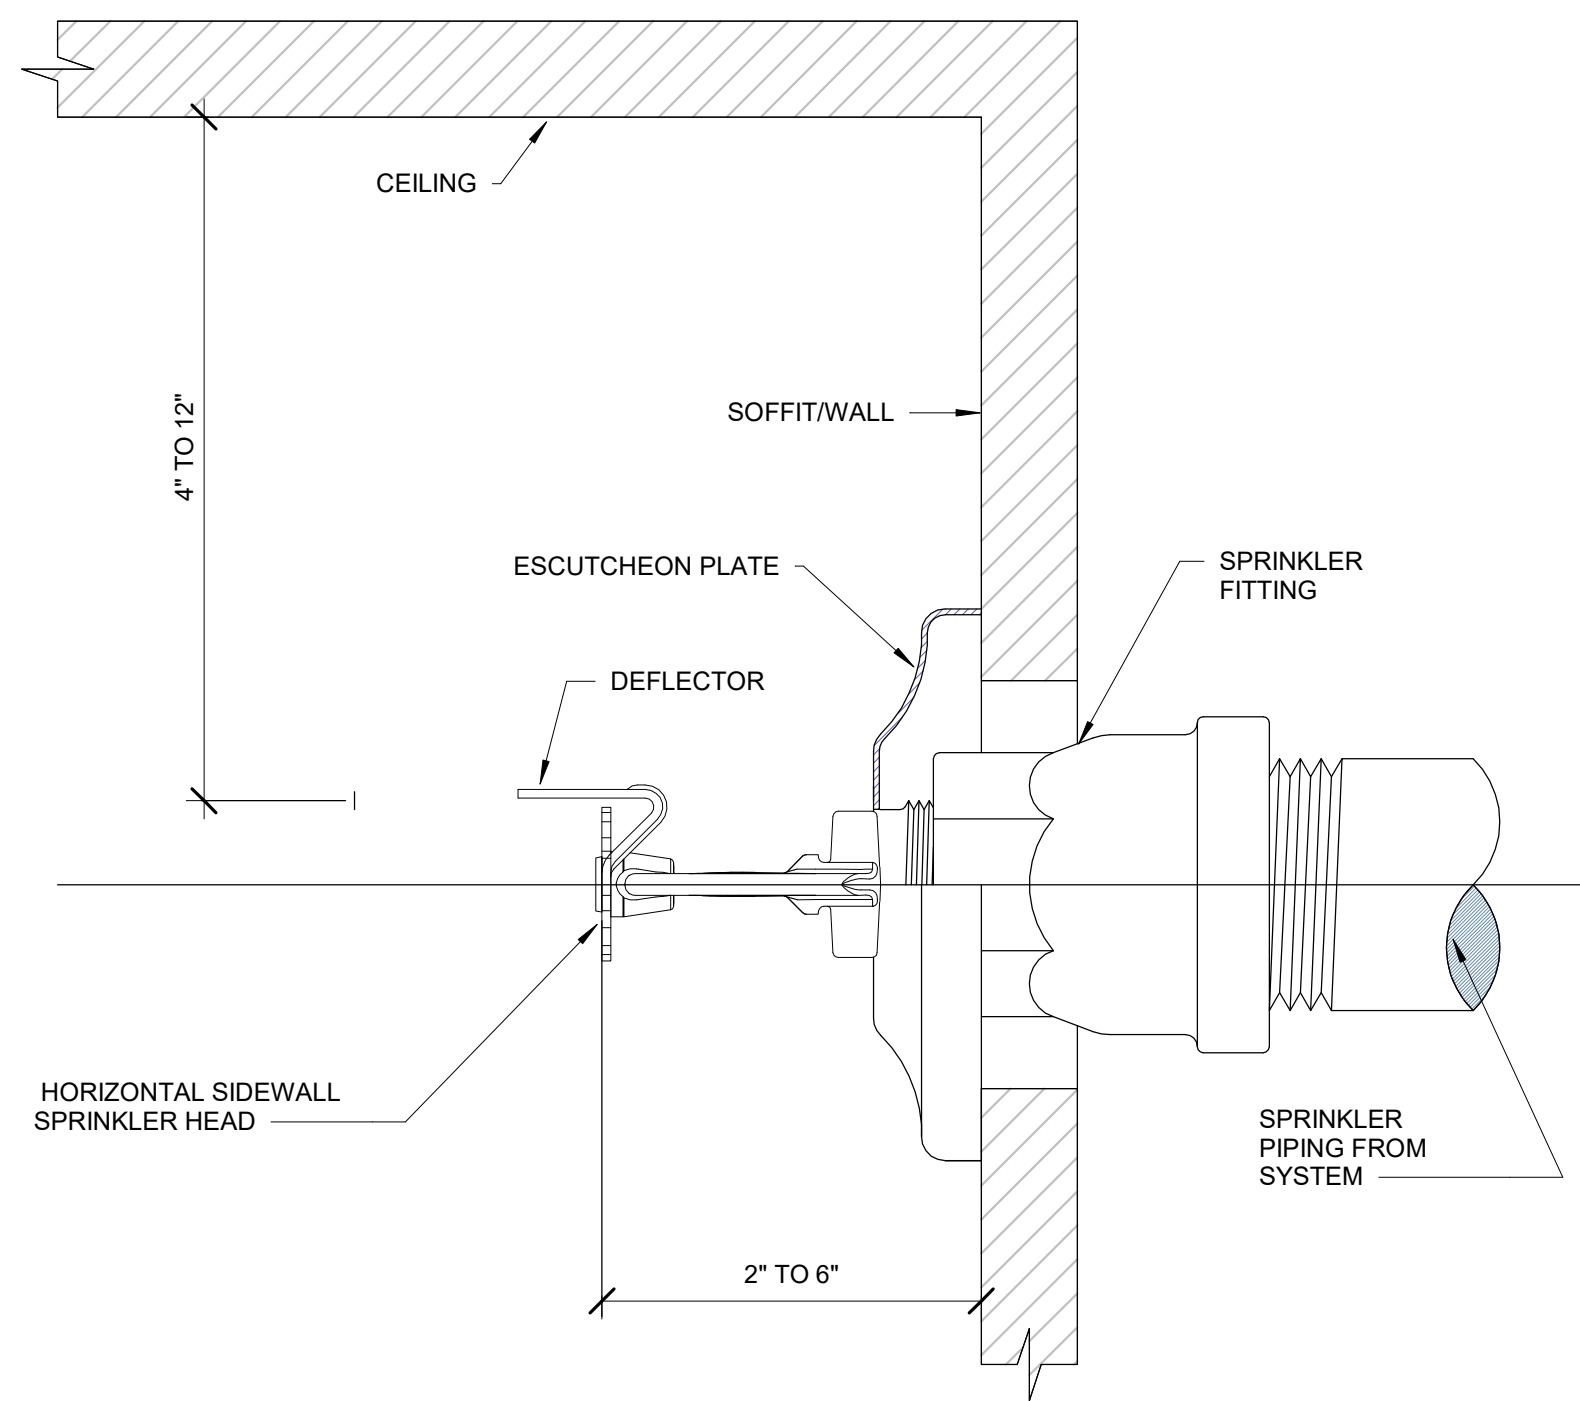 CEILING
4" TO 12"
SOFFIT/WALL
ESCUTCHEON PLATE
SPRINKLER
FITTING
DEFLECTOR
HORIZONTAL SIDEWALL
SPRINKLER HEAD
SPRINKLER
PIPING FROM
SYSTEM
2" TO 6"